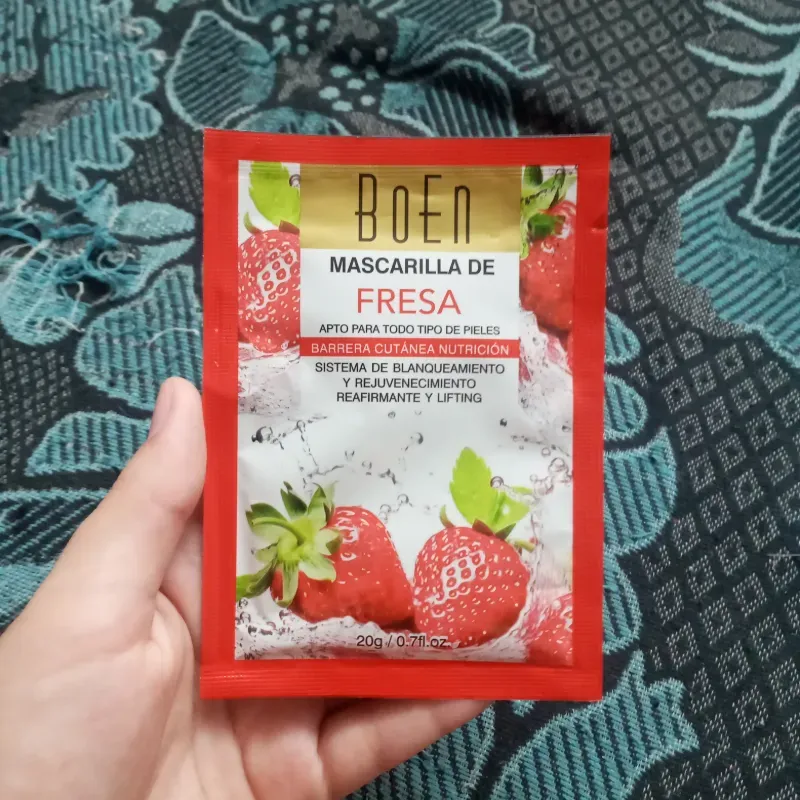 BoEn
MASCARILLA DE
FRESA
APTO PARA TODO TIPO DE PIELES
BARRERA CUTÁNEA NUTRICIÓN
SISTEMA DE BLANQUEAMIENTO
Y REJUVENECIMIENTO
REAFIRMANTE Y LIFTING
20g / 0.7fl.oz.